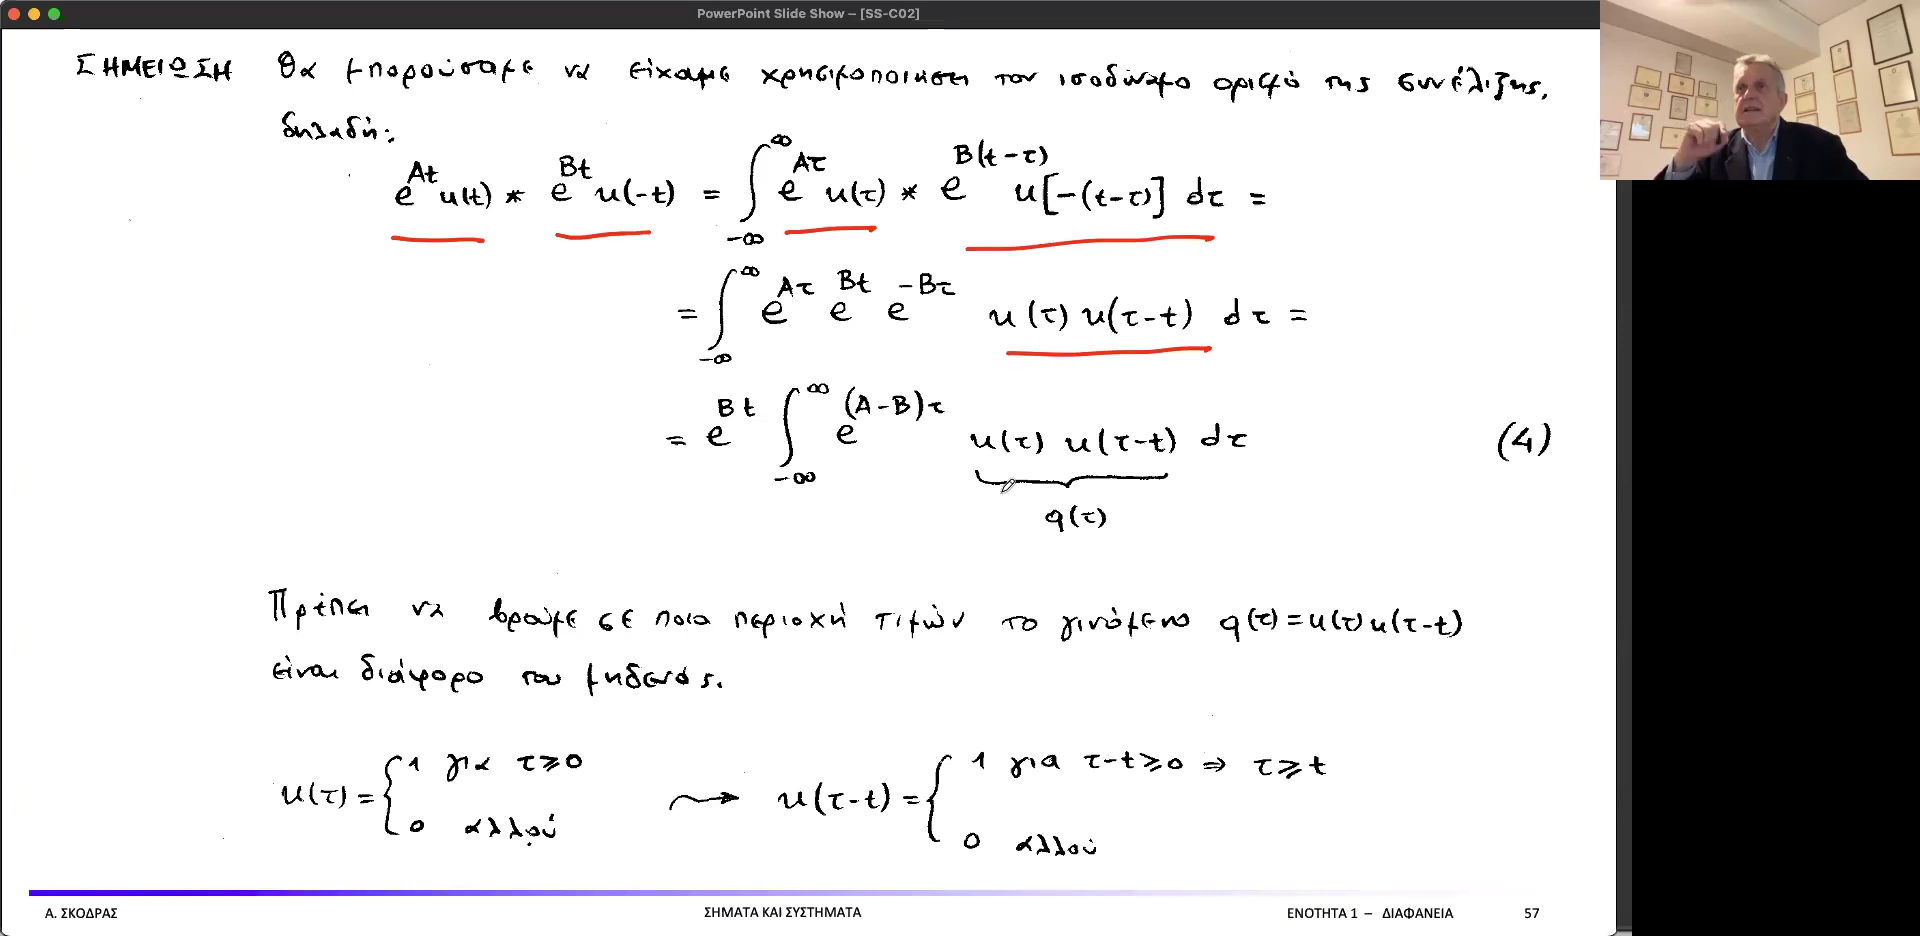 PowerPoint Slide Show – [SS-C02]
ΣΗΜΕΙΩΣΗ Θα μπορούσαμε να είχαμε χρησιμοποιήσει τον ισοδύναμο ορισμό της συνέλιξης,
δηλαδή:
e^{At} u(t) * e^{Bt} u(-t) = ∫_{-∞}^{∞} e^{Aτ} u(τ) * e^{B(t-τ)} u[-(t-τ)] dτ =
= ∫_{-∞}^{∞} e^{Aτ} e^{Bt} e^{-Bτ} u(τ) u(τ-t) dτ =
= e^{Bt} ∫_{-∞}^{∞} e^{(A-B)τ} u(τ) u(τ-t) dτ (4)
q(τ)
Πρέπει να βρούμε σε ποια περιοχή τιμών το γινόμενο q(τ) = u(τ) u(τ-t)
είναι διάφορο του μηδενός.
u(τ) = { 1 για τ ≥ 0
0 αλλού
⇝ u(τ-t) = { 1 για τ-t ≥ 0 ⇒ τ ≥ t
0 αλλού
Α. ΣΚΟΔΡΑΣ ΣΗΜΑΤΑ ΚΑΙ ΣΥΣΤΗΜΑΤΑ ΕΝΟΤΗΤΑ 1 – ΔΙΑΦΑΝΕΙΑ 57